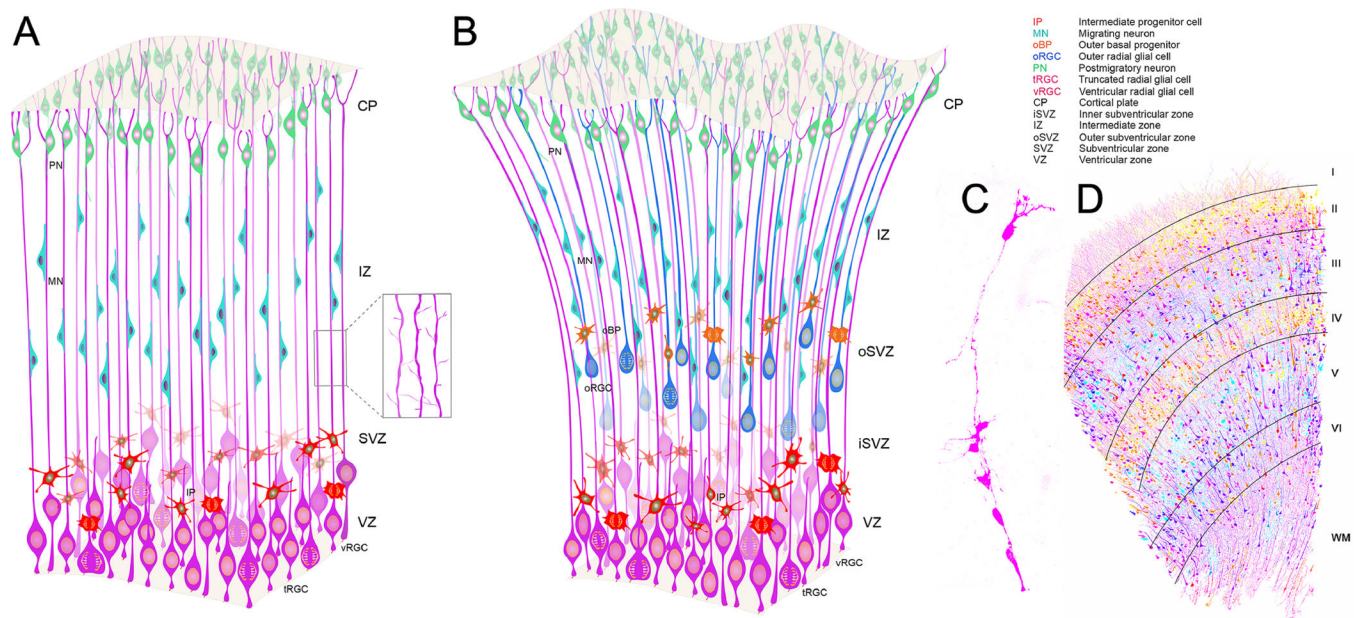 A
CP
PN
IZ
MN
SVZ
IP
VZ
vRGC
tRGC
B
CP
PN
IZ
MN
oBP
oSVZ
oRGC
iSVZ
IP
VZ
vRGC
tRGC
IP Intermediate progenitor cell
MN Migrating neuron
oBP Outer basal progenitor
oRGC Outer radial glial cell
PN Postmigratory neuron
tRGC Truncated radial glial cell
vRGC Ventricular radial glial cell
CP Cortical plate
iSVZ Inner subventricular zone
IZ Intermediate zone
oSVZ Outer subventricular zone
SVZ Subventricular zone
VZ Ventricular zone
C
D
I
II
III
IV
V
VI
WM